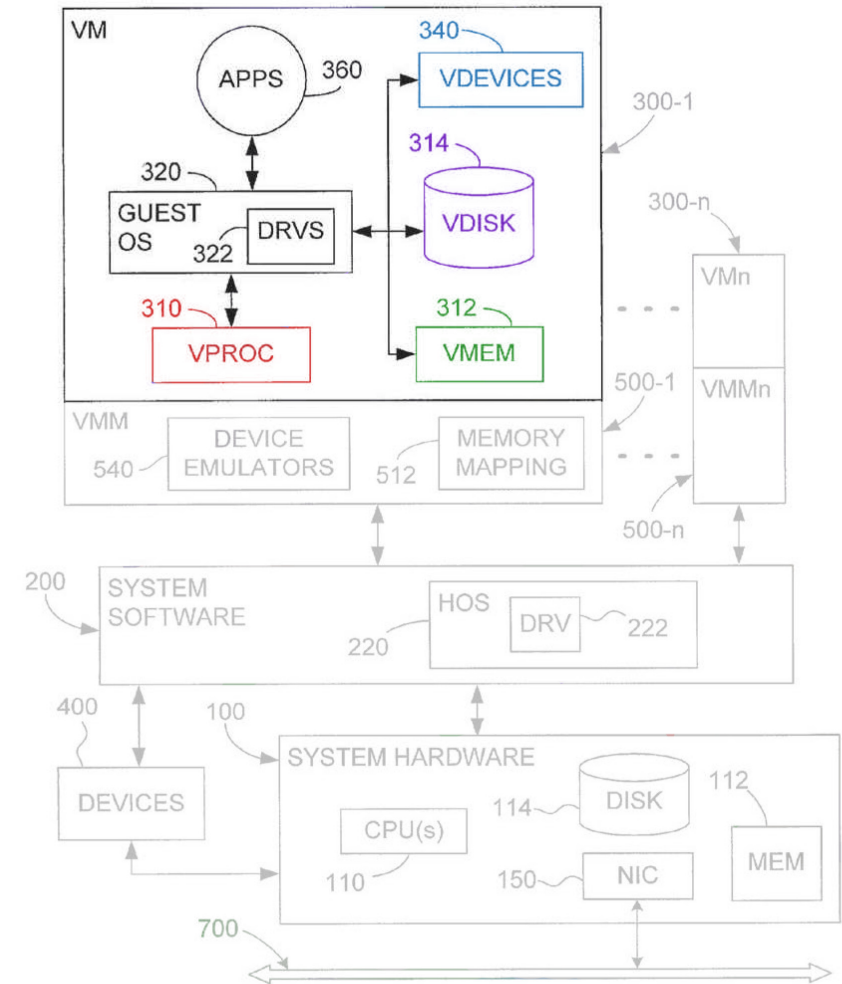 VM
340
APPS
360
VDEVICES
300-1
314
320
300-n
GUEST
OS
322
DRVS
VDISK
VMn
310
312
VPROC
VMEM
500-1
VMMn
VMM
DEVICE
EMULATORS
540
MEMORY
MAPPING
512
500-n
200
SYSTEM
SOFTWARE
HOS
DRV
222
220
400
100
SYSTEM HARDWARE
112
DEVICES
114
DISK
CPU(s)
110
150
NIC
MEM
700